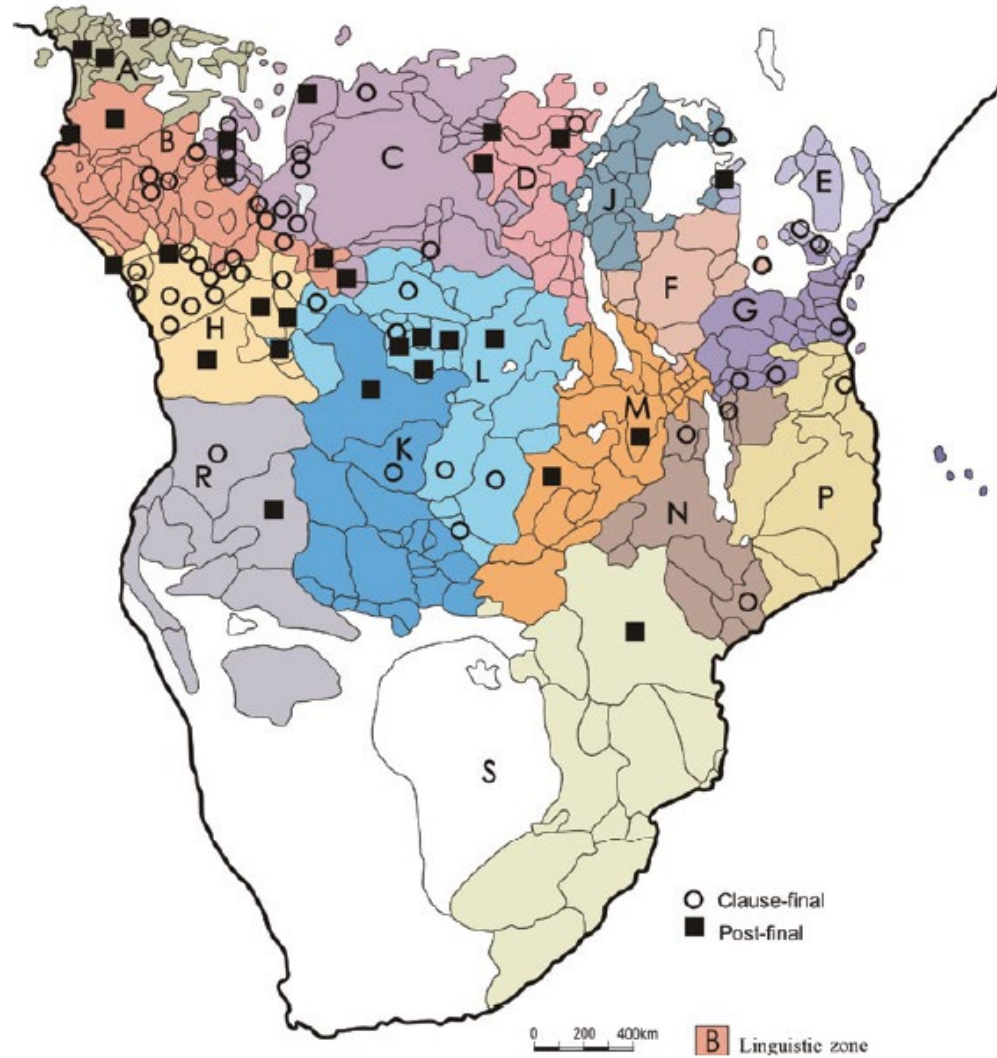 A
B
C
D
J
E
F
G
H
L
M
K
R
N
P
S
Clause-final
Post-final
0 200 400km
B Linguistic zone